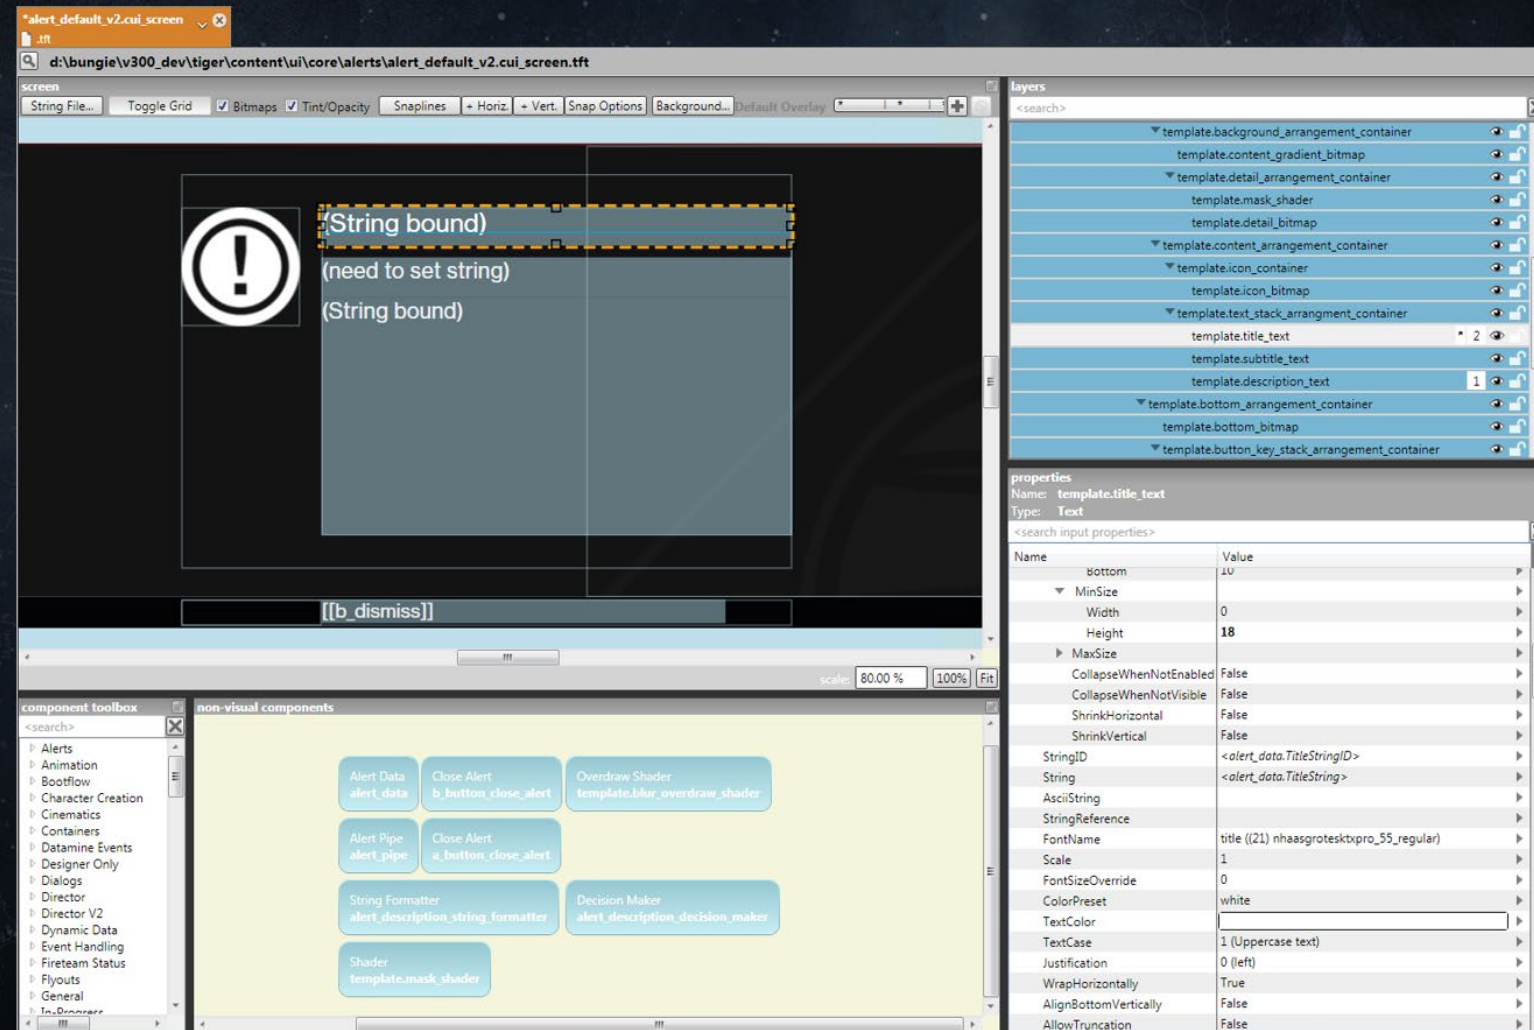 *alert_default_v2.cui_screen
.tft
d:\bungie\v300_dev\tiger\content\ui\core\alerts\alert_default_v2.cui_screen.tft
screen
String File... Toggle Grid Bitmaps Tint/Opacity Snaplines + Horiz. + Vert. Snap Options Background... Default Overlay
(String bound)
(need to set string)
(String bound)
[[b_dismiss]]
scale: 80.00 % 100% Fit
layers
<search>
template.background_arrangement_container
template.content_gradient_bitmap
template.detail_arrangement_container
template.mask_shader
template.detail_bitmap
template.content_arrangement_container
template.icon_container
template.icon_bitmap
template.text_stack_arrangment_container
template.title_text * 2
template.subtitle_text
template.description_text 1
template.bottom_arrangement_container
template.bottom_bitmap
template.button_key_stack_arrangement_container
properties
Name: template.title_text
Type: Text
<search input properties>
Name Value
Bottom 10
MinSize
Width 0
Height 18
MaxSize
CollapseWhenNotEnabled False
CollapseWhenNotVisible False
ShrinkHorizontal False
ShrinkVertical False
StringID <alert_data.TitleStringID>
String <alert_data.TitleString>
AsciiString
StringReference
FontName title ((21) nhaasgrotesktxpro_55_regular)
Scale 1
FontSizeOverride 0
ColorPreset white
TextColor
TextCase 1 (Uppercase text)
Justification 0 (left)
WrapHorizontally True
AlignBottomVertically False
AllowTruncation False
component toolbox
<search>
Alerts
Animation
Bootflow
Character Creation
Cinematics
Containers
Datamine Events
Designer Only
Dialogs
Director
Director V2
Dynamic Data
Event Handling
Fireteam Status
Flyouts
General
In-Progress
non-visual components
Alert Data
alert_data
Close Alert
b_button_close_alert
Overdraw Shader
template.blur_overdraw_shader
Alert Pipe
alert_pipe
Close Alert
a_button_close_alert
String Formatter
alert_description_string_formatter
Decision Maker
alert_description_decision_maker
Shader
template.mask_shader